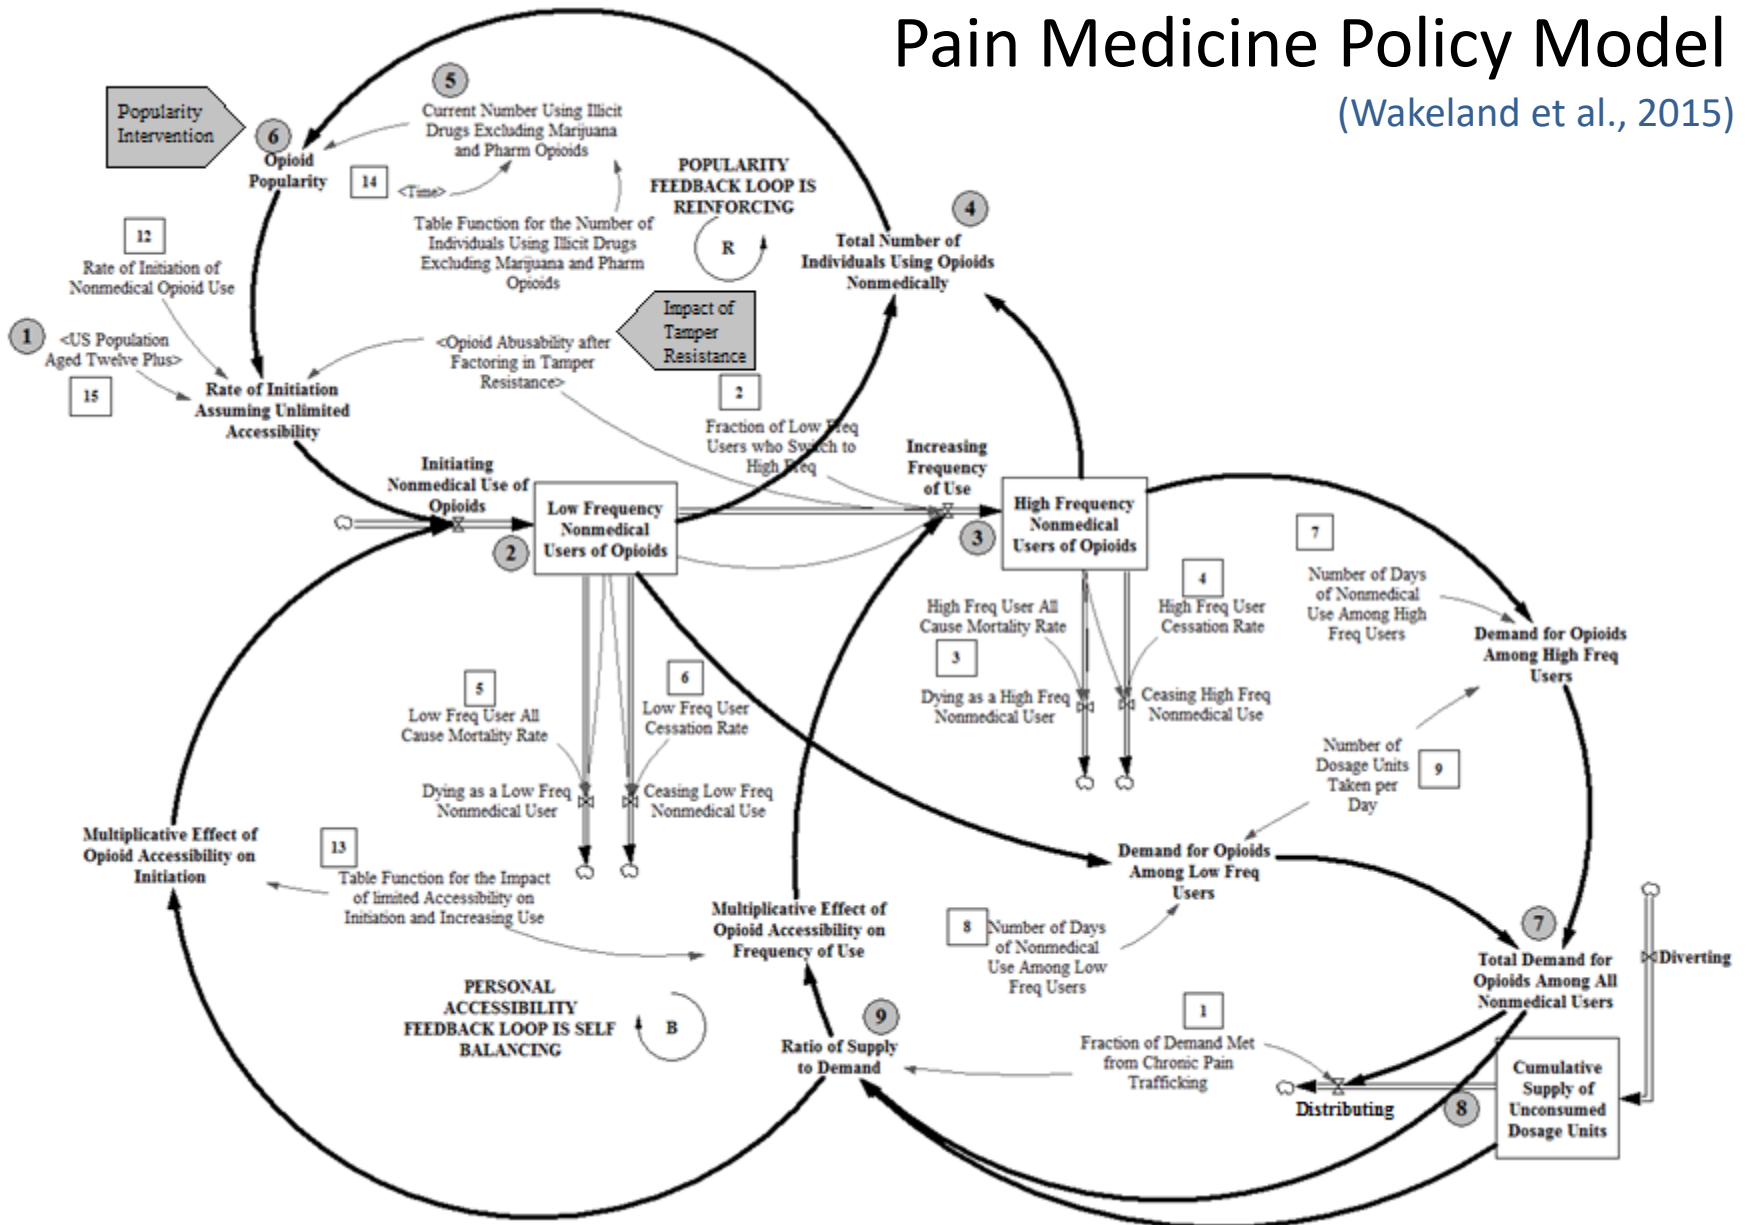 Pain Medicine Policy Model
(Wakeland et al., 2015)
Popularity
Intervention
6
Opioid
Popularity
5
Current Number Using Illicit
Drugs Excluding Marijuana
and Pharm Opioids
14
<Time>
Table Function for the Number of
Individuals Using Illicit Drugs
Excluding Marijuana and Pharm
Opioids
POPULARITY
FEEDBACK LOOP IS
REINFORCING
R
4
Total Number of
Individuals Using Opioids
Nonmedically
12
Rate of Initiation of
Nonmedical Opioid Use
1
<US Population
Aged Twelve Plus>
15
Rate of Initiation
Assuming Unlimited
Accessibility
<Opioid Abusability after
Factoring in Tamper
Resistance>
Impact of
Tamper
Resistance
2
Fraction of Low Freq
Users who Switch to
High Freq
Initiating
Nonmedical Use of
Opioids
2
Low Frequency
Nonmedical
Users of Opioids
Increasing
Frequency
of Use
3
High Frequency
Nonmedical
Users of Opioids
7
Number of Days
of Nonmedical
Use Among High
Freq Users
Demand for Opioids
Among High Freq
Users
High Freq User All
Cause Mortality Rate
3
Dying as a High Freq
Nonmedical User
4
High Freq User
Cessation Rate
Ceasing High Freq
Nonmedical Use
5
Low Freq User All
Cause Mortality Rate
Dying as a Low Freq
Nonmedical User
6
Low Freq User
Cessation Rate
Ceasing Low Freq
Nonmedical Use
Number of
Dosage Units
Taken per
Day
9
Multiplicative Effect of
Opioid Accessibility on
Initiation
13
Table Function for the Impact
of limited Accessibility on
Initiation and Increasing Use
Multiplicative Effect of
Opioid Accessibility on
Frequency of Use
Demand for Opioids
Among Low Freq
Users
8
Number of Days
of Nonmedical
Use Among Low
Freq Users
7
Total Demand for
Opioids Among All
Nonmedical Users
Diverting
PERSONAL
ACCESSIBILITY
FEEDBACK LOOP IS SELF
BALANCING
B
9
Ratio of Supply
to Demand
1
Fraction of Demand Met
from Chronic Pain
Trafficking
Distributing
8
Cumulative
Supply of
Unconsumed
Dosage Units